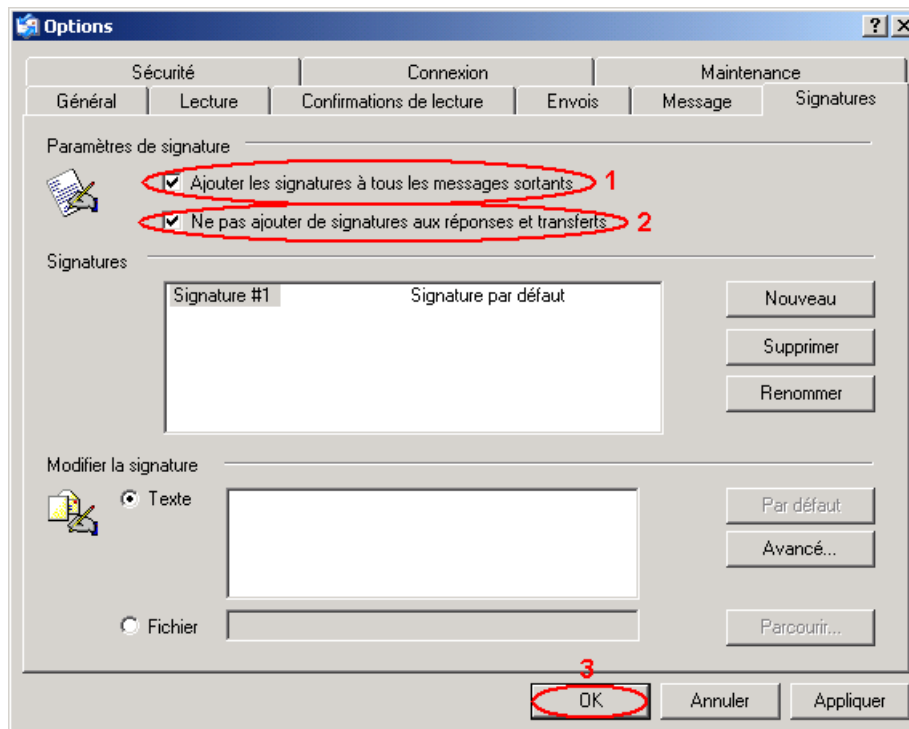 Options
Sécurité Connexion Maintenance
Général Lecture Confirmations de lecture Envois Message Signatures
Paramètres de signature
Ajouter les signatures à tous les messages sortants 1
Ne pas ajouter de signatures aux réponses et transferts 2
Signatures
Signature #1 Signature par défaut Nouveau
Supprimer
Renommer
Modifier la signature
Texte Par défaut
Avancé...
Fichier Parcourir...
3
OK Annuler Appliquer